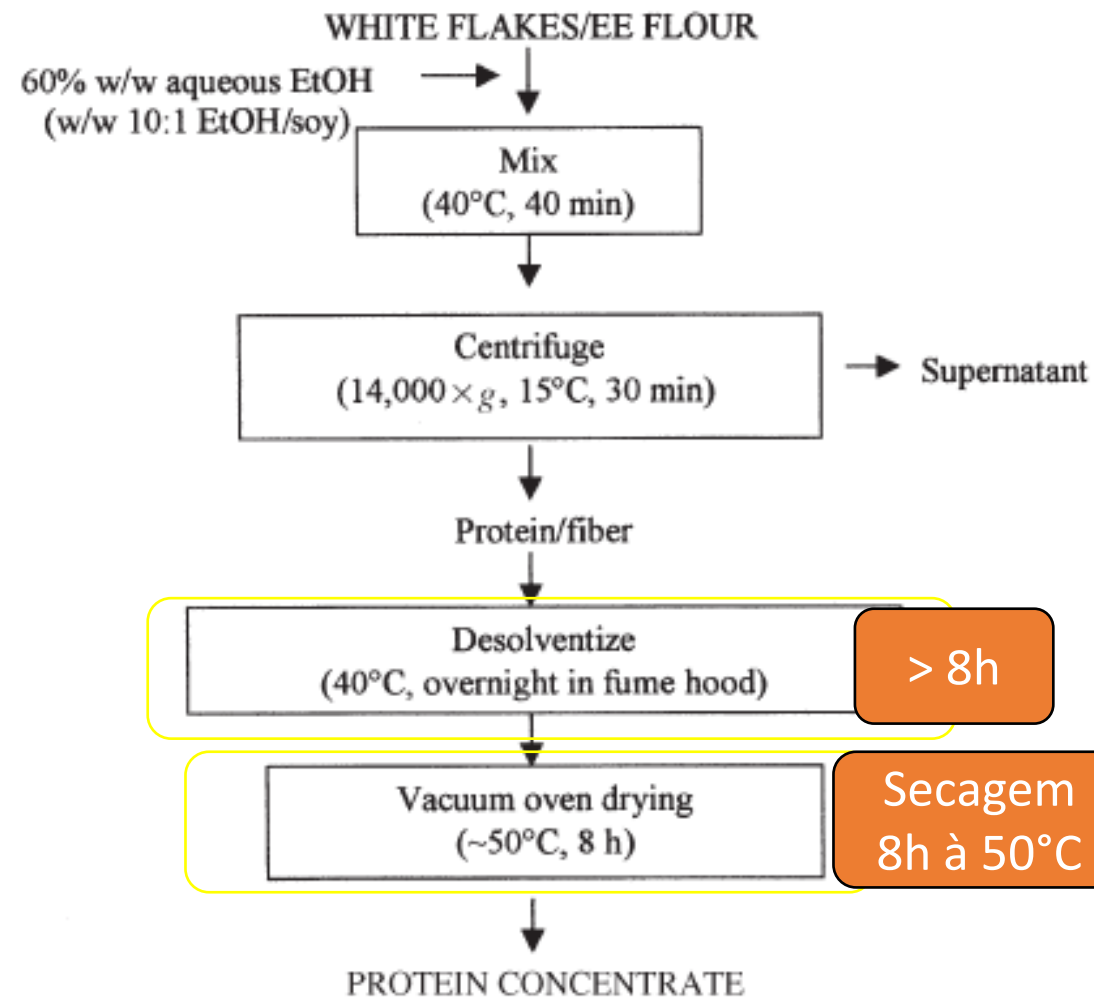 WHITE FLAKES/EE FLOUR
60% w/w aqueous EtOH
(w/w 10:1 EtOH/soy)
Mix
(40°C, 40 min)
Centrifuge
(14,000 × g, 15°C, 30 min)
Supernatant
Protein/fiber
Desolventize
(40°C, overnight in fume hood)
> 8h
Vacuum oven drying
(~50°C, 8 h)
Secagem
8h à 50°C
PROTEIN CONCENTRATE